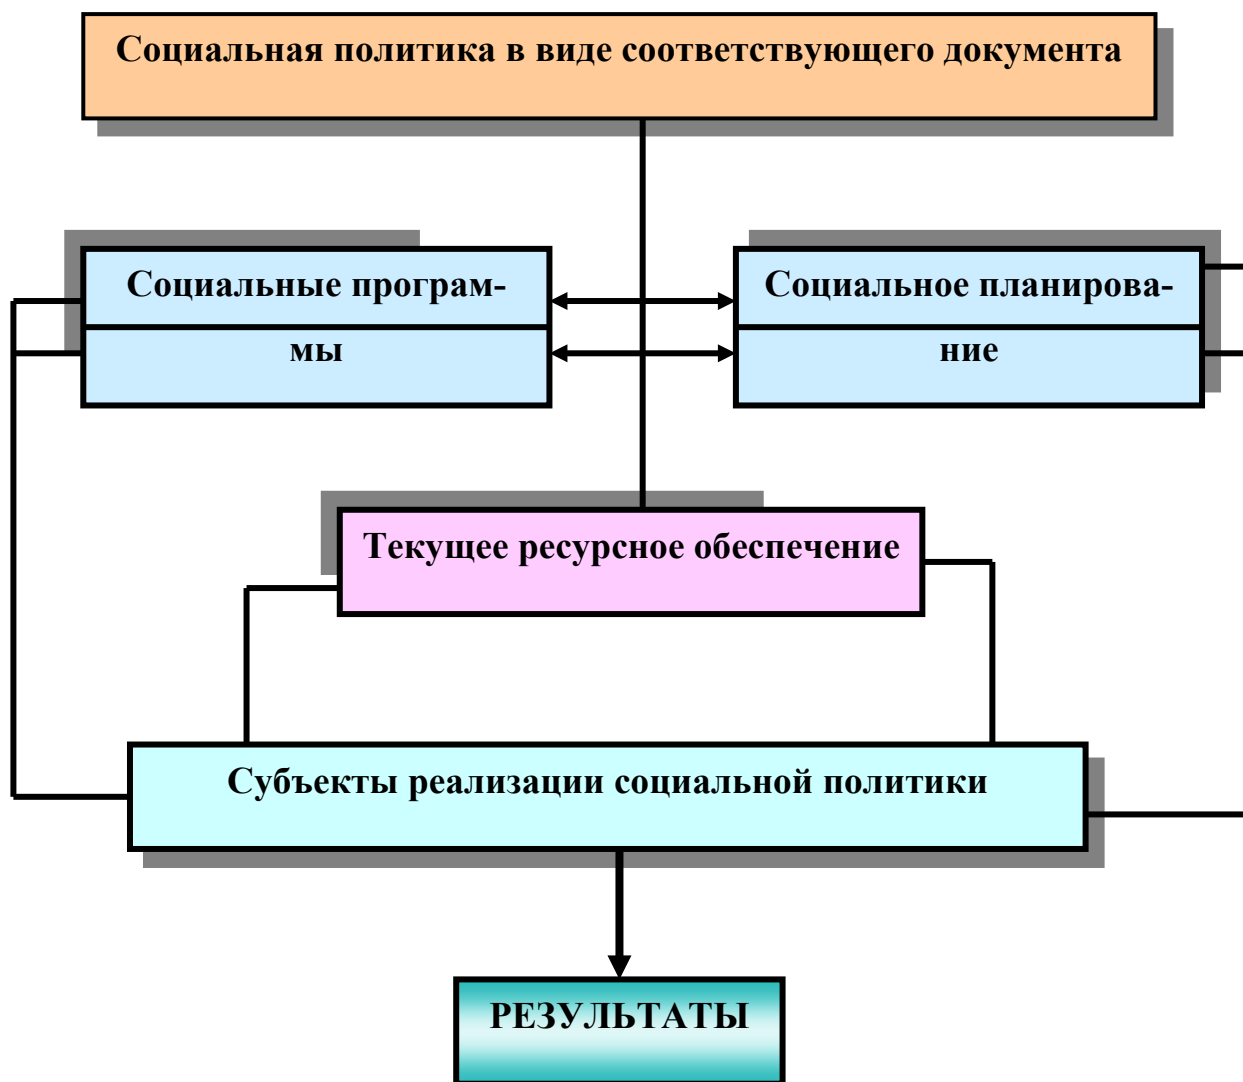 Социальная политика в виде соответствующего документа
Социальные програм-
мы
Социальное планирова-
ние
Текущее ресурсное обеспечение
Субъекты реализации социальной политики
РЕЗУЛЬТАТЫ